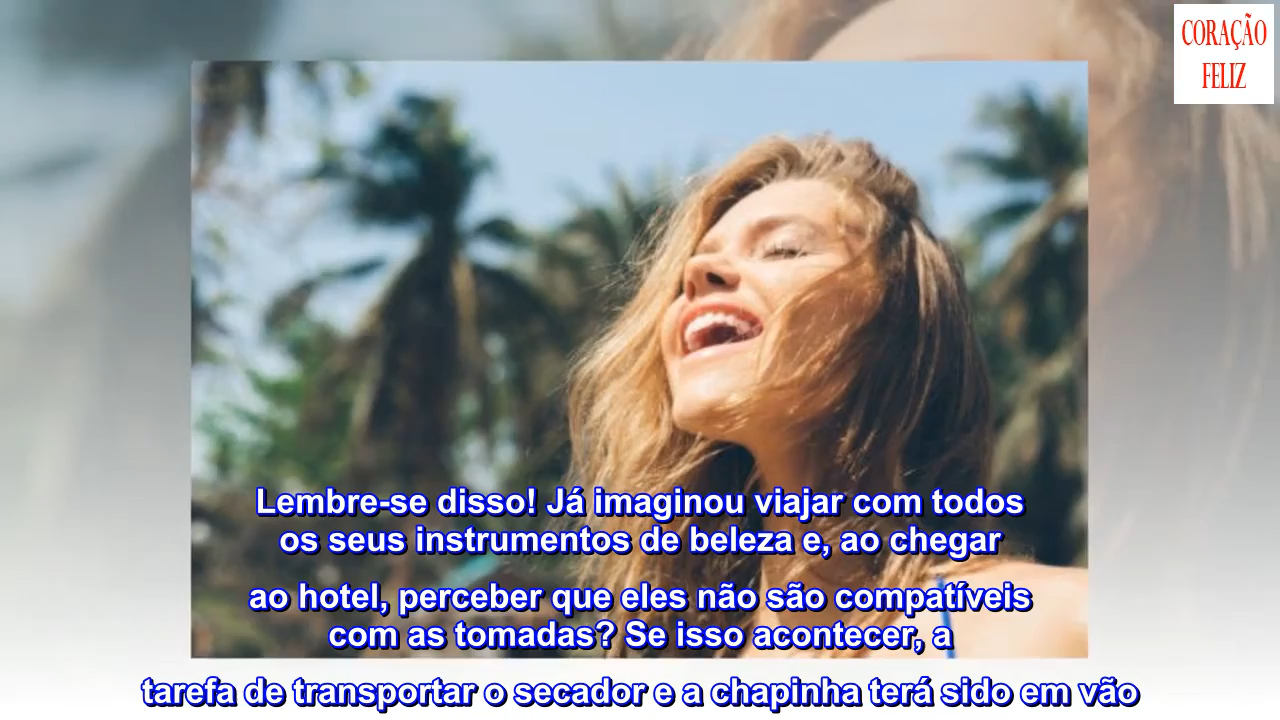 CORAÇÃO
FELIZ
Lembre-se disso! Já imaginou viajar com todos
os seus instrumentos de beleza e, ao chegar
ao hotel, perceber que eles não são compatíveis
com as tomadas? Se isso acontecer, a
tarefa de transportar o secador e a chapinha terá sido em vão